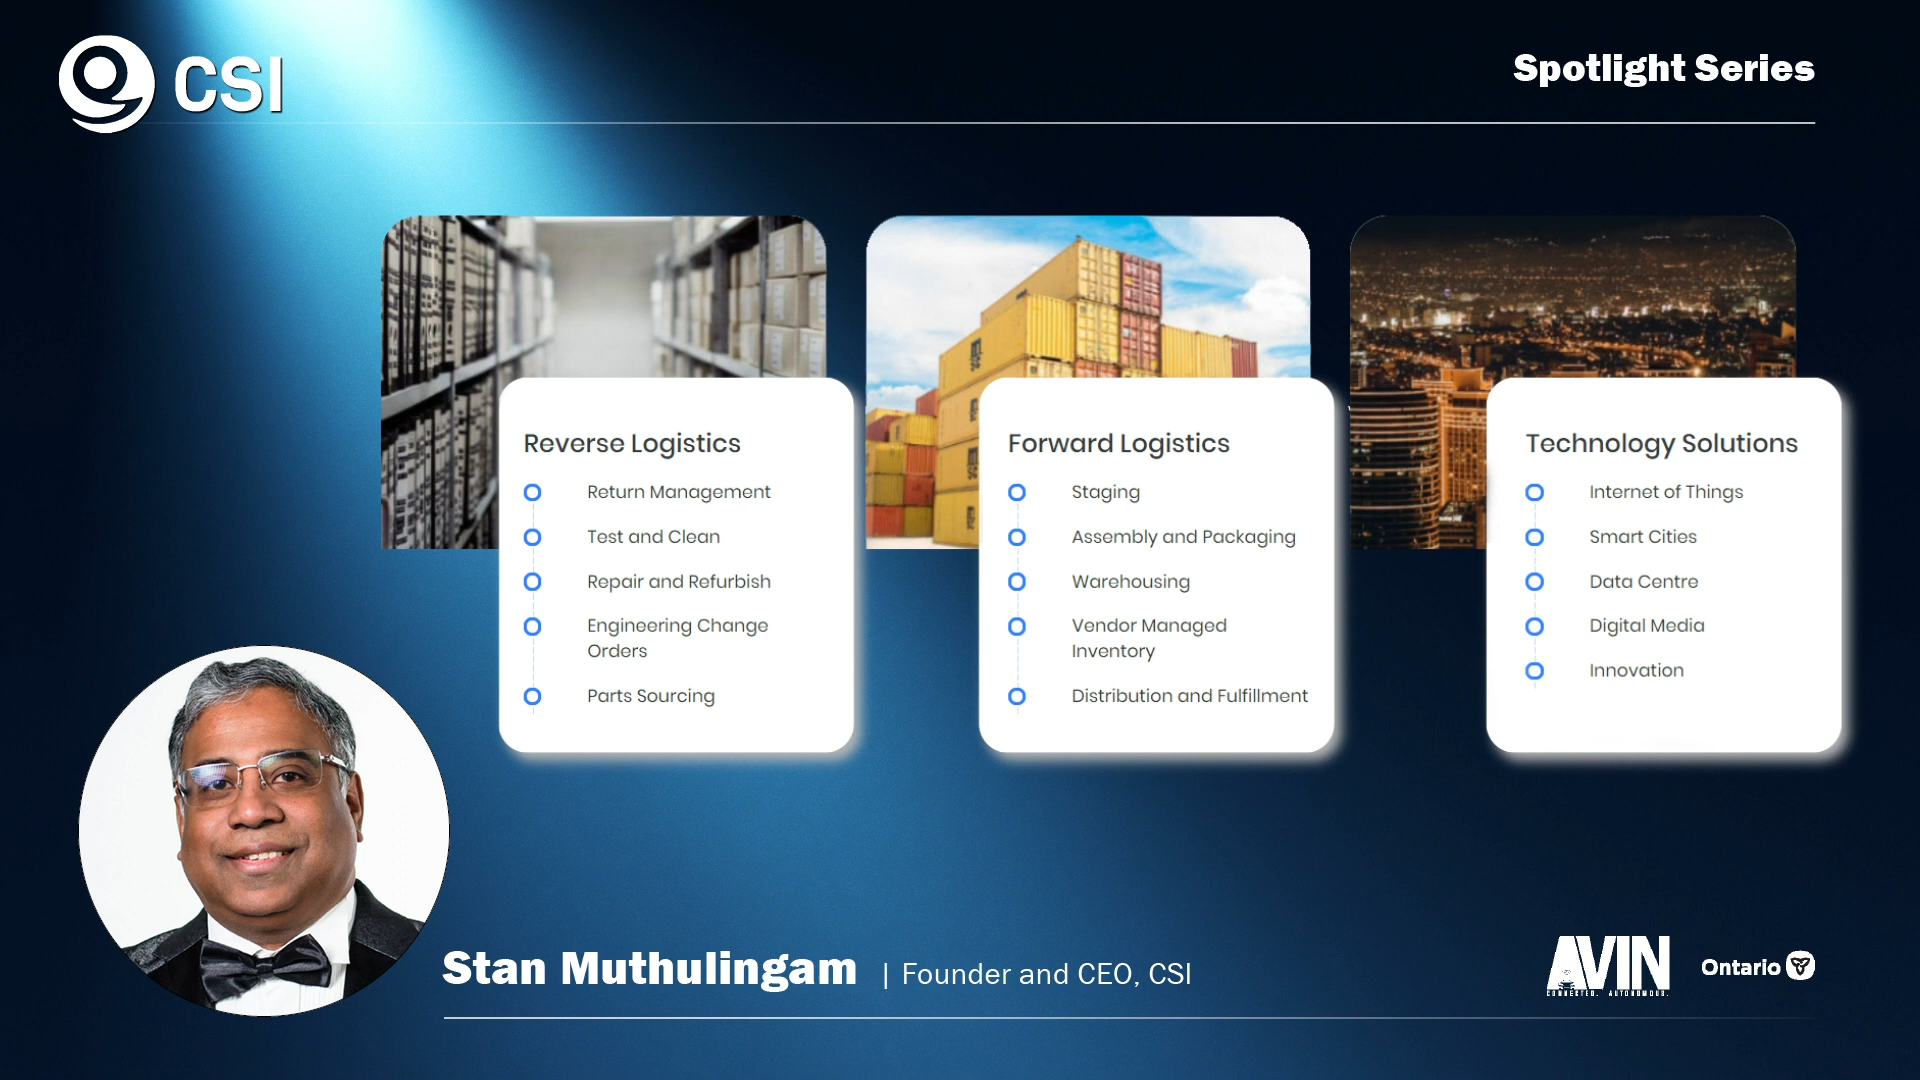 CSI
Spotlight Series
Reverse Logistics
Return Management
Test and Clean
Repair and Refurbish
Engineering Change
Orders
Parts Sourcing
Forward Logistics
Staging
Assembly and Packaging
Warehousing
Vendor Managed
Inventory
Distribution and Fulfillment
Technology Solutions
Internet of Things
Smart Cities
Data Centre
Digital Media
Innovation
Stan Muthulingam | Founder and CEO, CSI
AVIN
CONNECTED. AUTONOMOUS.
Ontario